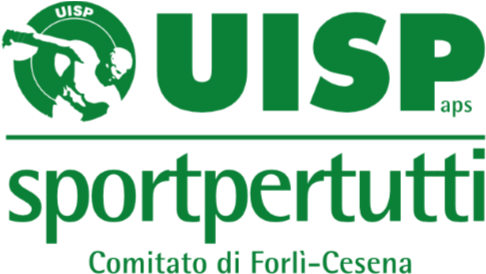 UISP
UISP
aps
sportpertutti
Comitato di Forlì-Cesena